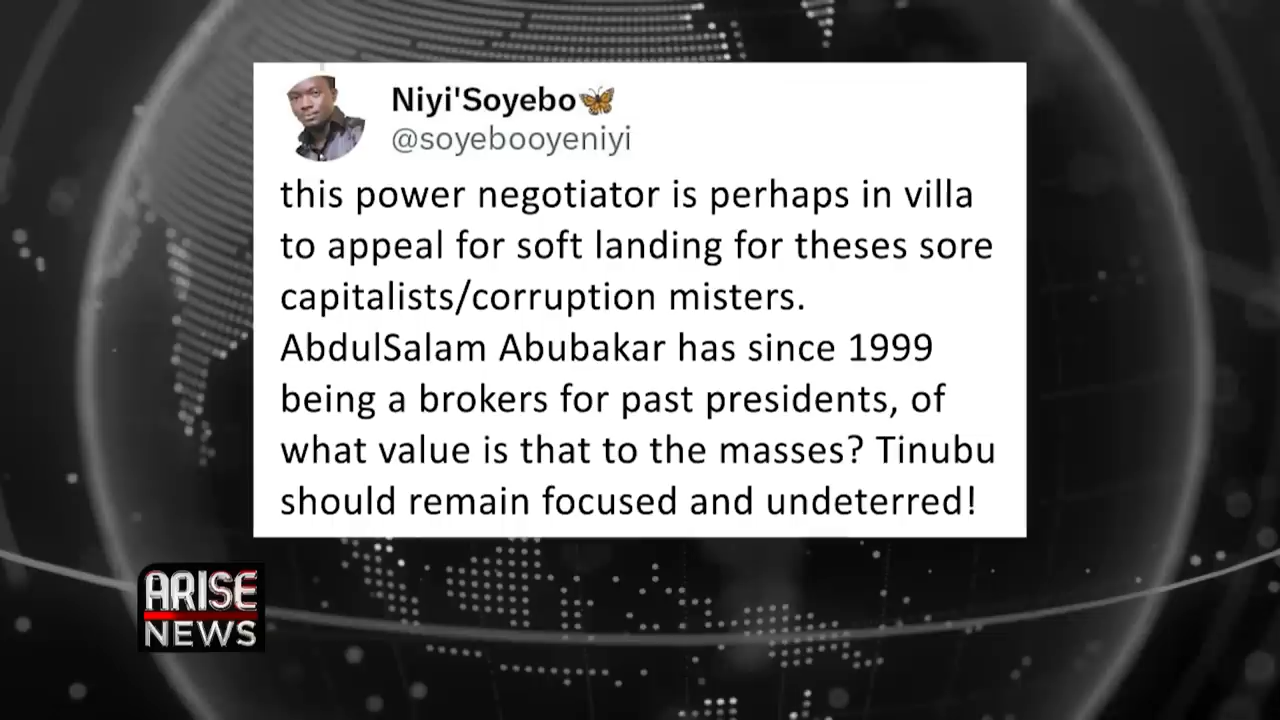 Niyi'Soyebo🦋
@soyebooyeniyi
this power negotiator is perhaps in villa
to appeal for soft landing for theses sore
capitalists/corruption misters.
AbdulSalam Abubakar has since 1999
being a brokers for past presidents, of
what value is that to the masses? Tinubu
should remain focused and undeterred!
ARISE
NEWS